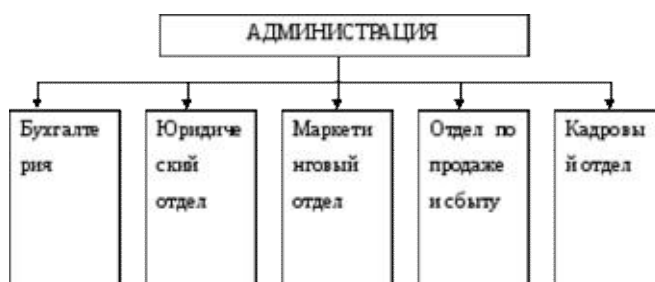 АДМИНИСТРАЦИЯ
Бухгалте
рия
Юридиче
ский
отдел
Маркети
нговый
отдел
Отдел по
продаже
и сбыту
Кадровы
й отдел